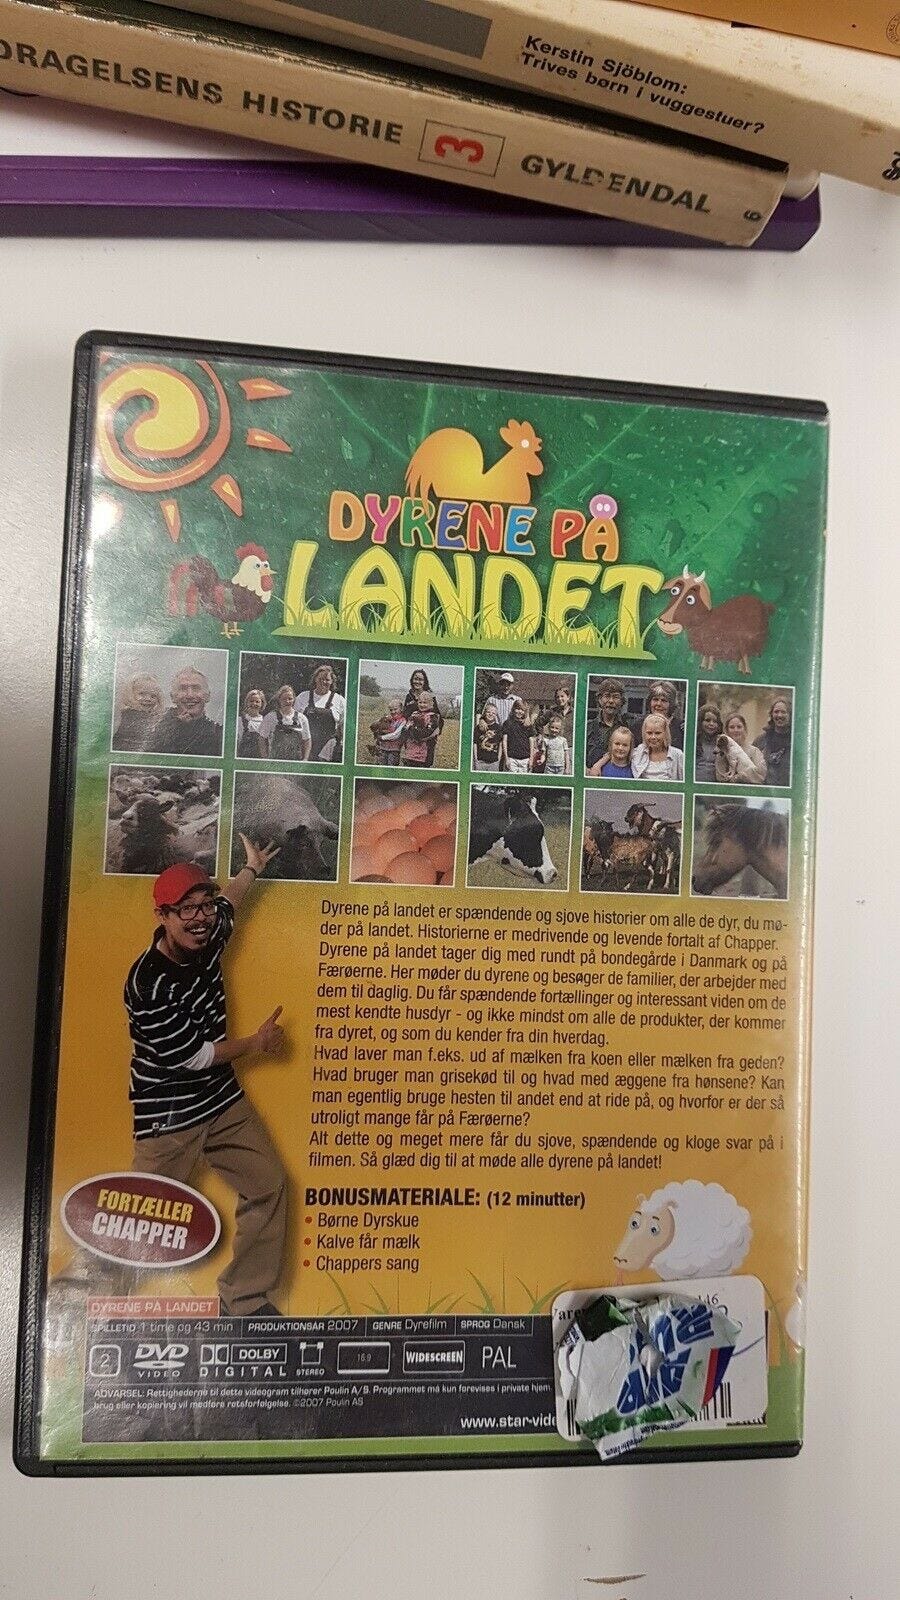 Kerstin Sjöblom:
Trives børn i vuggestuer?
DRAGELSENS HISTORIE 3 GYLDENDAL 6
DYRENE PÅ
LANDET
Dyrene på landet er spændende og sjove historier om alle de dyr, du mø-
der på landet. Historierne er medrivende og levende fortalt af Chapper.
Dyrene på landet tager dig med rundt på bondegårde i Danmark og på
Færøerne. Her møder du dyrene og besøger de familier, der arbejder med
dem til daglig. Du får spændende fortællinger og interessant viden om de
mest kendte husdyr - og ikke mindst om alle de produkter, der kommer
fra dyret, og som du kender fra din hverdag.
Hvad laver man f.eks. ud af mælken fra koen eller mælken fra geden?
Hvad bruger man grisekød til og hvad med æggene fra hønsene? Kan
man egentlig bruge hesten til andet end at ride på, og hvorfor er der så
utroligt mange får på Færøerne?
Alt dette og meget mere får du sjove, spændende og kloge svar på i
filmen. Så glæd dig til at møde alle dyrene på landet!
FORTÆLLER
CHAPPER
BONUSMATERIALE: (12 minutter)
• Børne Dyrskue
• Kalve får mælk
• Chappers sang
DYRENE PÅ LANDET
SPILLETID 1 time og 43 min PRODUKTIONSÅR 2007 GENRE Dyrefilm SPROG Dansk
2 DVD VIDEO DOLBY DIGITAL STEREO 16:9 WIDESCREEN PAL
ADVARSEL: Rettighederne til dette videogram tilhører Poulin A/S. Programmet må kun forevises i private hjem.
brug eller kopiering vil medføre retsforfølgelse. ©2007 Poulin AS
www.star-vide